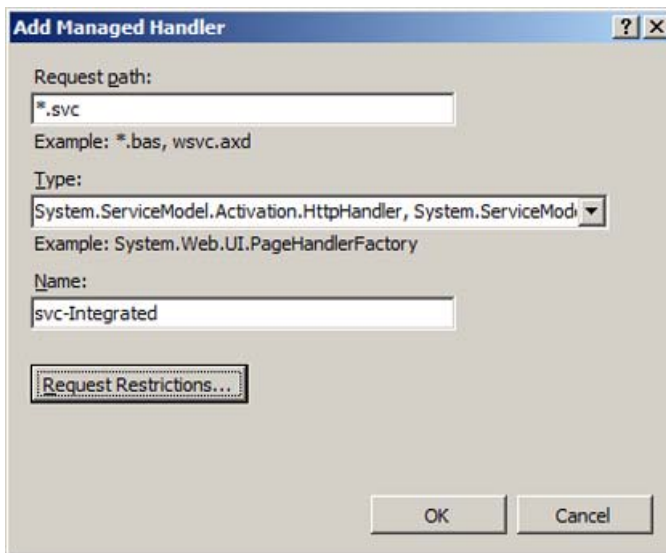 Add Managed Handler
Request path:
*.svc
Example: *.bas, wsvc.axd
Type:
System.ServiceModel.Activation.HttpHandler, System.ServiceMod
Example: System.Web.UI.PageHandlerFactory
Name:
svc-Integrated
Request Restrictions...
OK Cancel